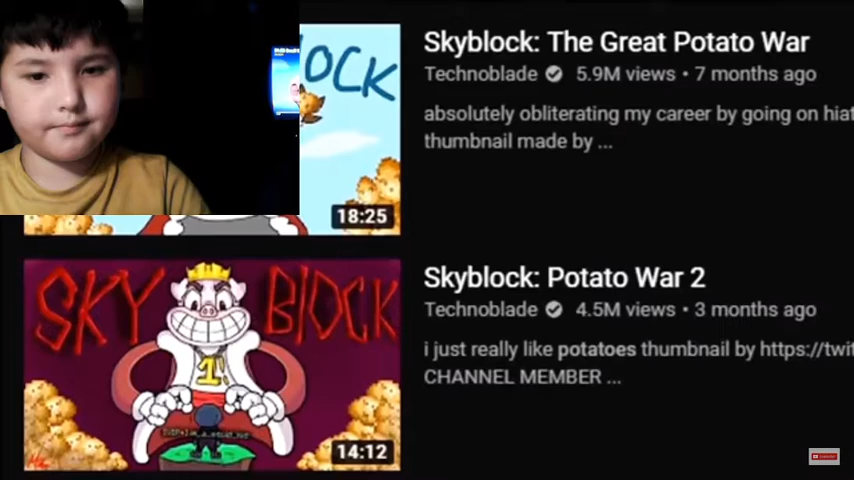 LOCK
Skyblock: The Great Potato War
Technoblade 5.9M views • 7 months ago
absolutely obliterating my career by going on hiat
thumbnail made by ...
18:25
SKY BLOCK
Skyblock: Potato War 2
Technoblade 4.5M views • 3 months ago
i just really like potatoes thumbnail by https://twit
CHANNEL MEMBER ...
1
14:12